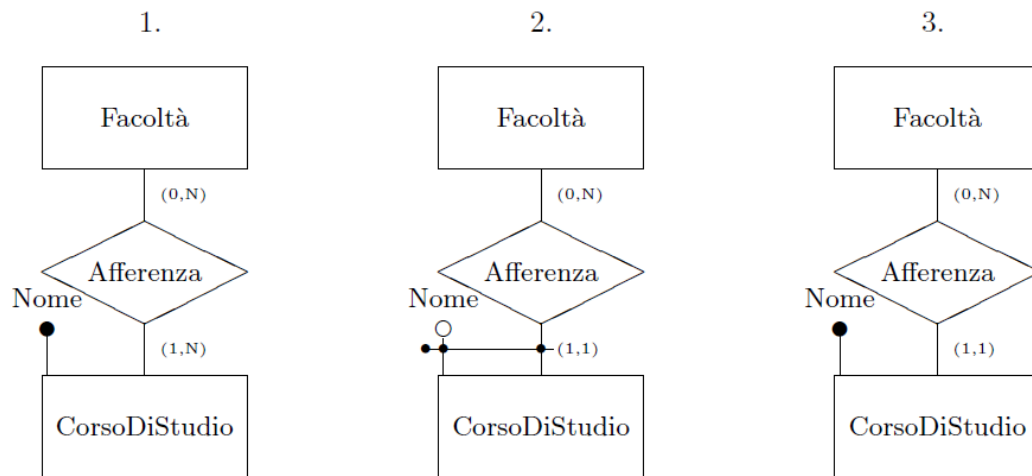 1.
Facoltà
(0,N)
Afferenza
Nome
(1,N)
CorsoDiStudio
2.
Facoltà
(0,N)
Afferenza
Nome
(1,1)
CorsoDiStudio
3.
Facoltà
(0,N)
Afferenza
Nome
(1,1)
CorsoDiStudio